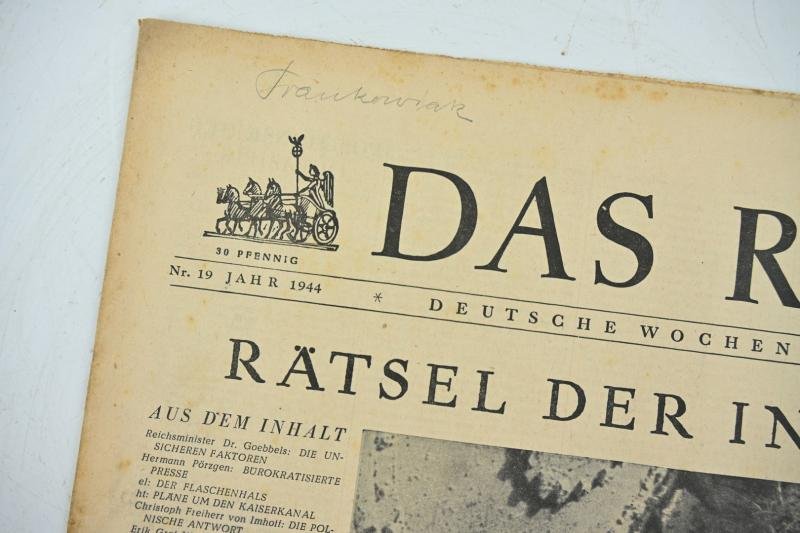 Frankowiak
30 PFENNIG
DAS R
Nr. 19 JAHR 1944
* DEUTSCHE WOCHEN
RÄTSEL DER IN
AUS DEM INHALT
Reichsminister Dr. Goebbels: DIE UN-
SICHEREN FAKTOREN
Hermann Pörzgen: BÜROKRATISIERTE
PRESSE
el: DER FLASCHENHALS
ht: PLÄNE UM DEN KAISERKANAL
Christoph Freiherr von Imhoff: DIE POL-
NISCHE ANTWORT